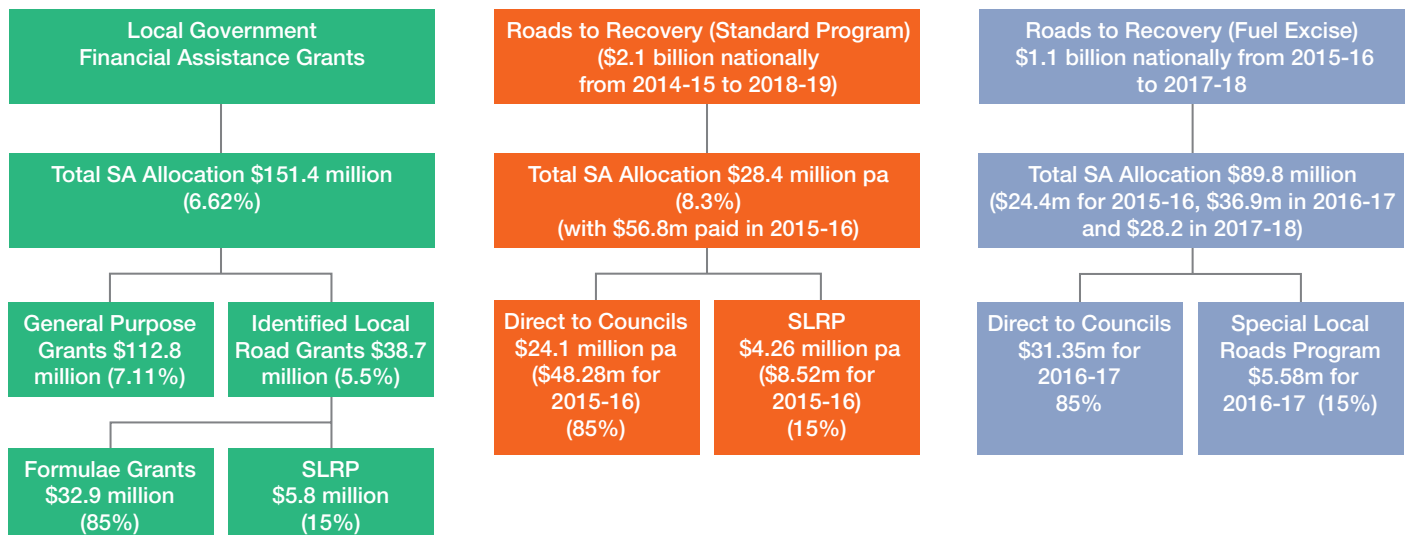 Local Government
Financial Assistance Grants
Total SA Allocation $151.4 million
(6.62%)
General Purpose
Grants $112.8
million (7.11%)
Identified Local
Road Grants $38.7
million (5.5%)
Formulae Grants
$32.9 million
(85%)
SLRP
$5.8 million
(15%)
Roads to Recovery (Standard Program)
($2.1 billion nationally
from 2014-15 to 2018-19)
Total SA Allocation $28.4 million pa
(8.3%)
(with $56.8m paid in 2015-16)
Direct to Councils
$24.1 million pa
($48.28m for
2015-16)
(85%)
SLRP
$4.26 million pa
($8.52m for
2015-16)
(15%)
Roads to Recovery (Fuel Excise)
$1.1 billion nationally from 2015-16
to 2017-18
Total SA Allocation $89.8 million
($24.4m for 2015-16, $36.9m in 2016-17
and $28.2 in 2017-18)
Direct to Councils
$31.35m for
2016-17
85%
Special Local
Roads Program
$5.58m for
2016-17 (15%)